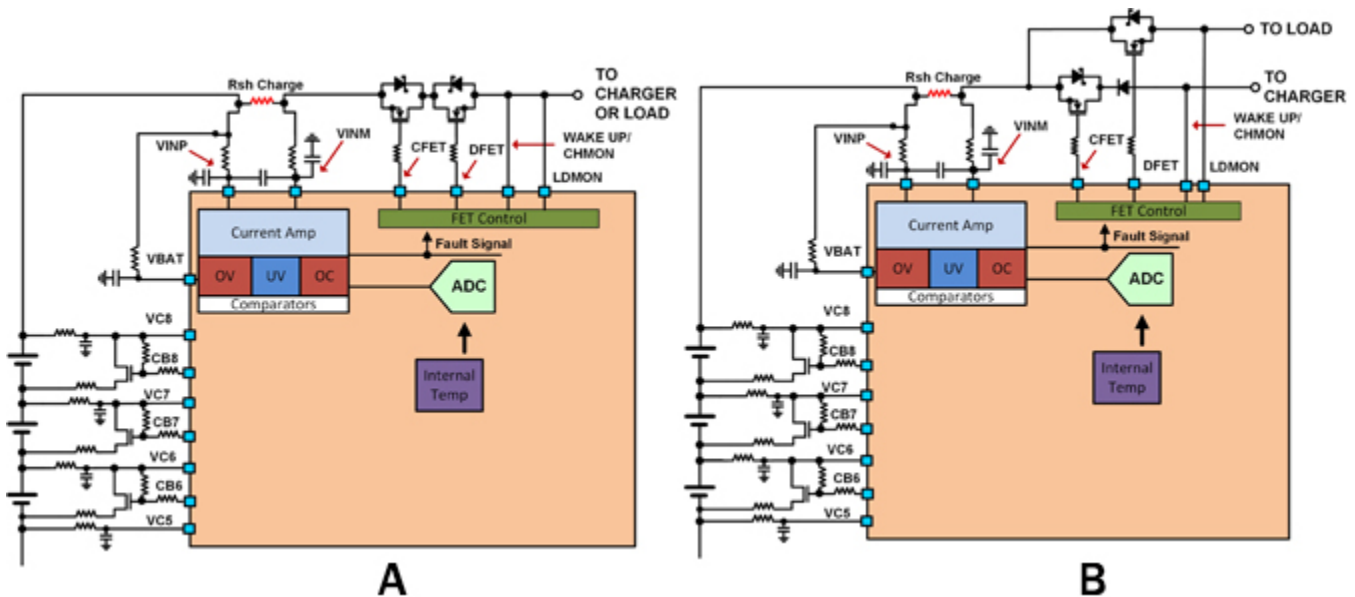 Rsh Charge
TO
CHARGER
OR LOAD
VINP
VINM
CFET
DFET
WAKE UP/
CHMON
LDMON
FET Control
Current Amp
Fault Signal
VBAT
OV
UV
OC
ADC
Comparators
VC8
CB8
Internal
Temp
VC7
CB7
VC6
CB6
VC5
A
TO LOAD
Rsh Charge
TO
CHARGER
VINP
VINM
WAKE UP/
CHMON
CFET
DFET
LDMON
FET Control
Current Amp
Fault Signal
VBAT
OV
UV
OC
ADC
Comparators
VC8
CB8
Internal
Temp
VC7
CB7
VC6
CB6
VC5
B